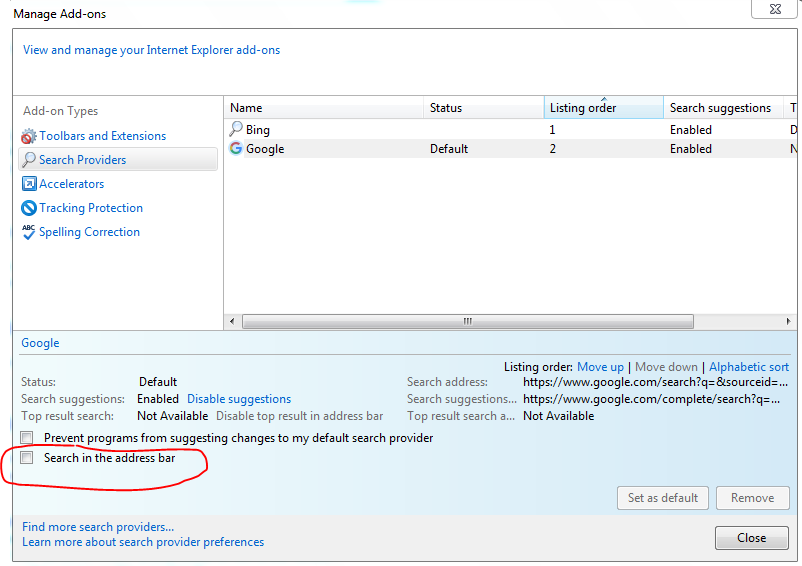 Manage Add-ons
View and manage your Internet Explorer add-ons
Add-on Types
Toolbars and Extensions
Search Providers
Accelerators
Tracking Protection
ABC
Spelling Correction
Name Status Listing order Search suggestions T
Bing 1 Enabled D
Google Default 2 Enabled N
Google
Listing order: Move up | Move down | Alphabetic sort
Status: Default Search address: https://www.google.com/search?q=&sourceid=...
Search suggestions: Enabled Disable suggestions Search suggestions... https://www.google.com/complete/search?q=...
Top result search: Not Available Disable top result in address bar Top result search a... Not Available
Prevent programs from suggesting changes to my default search provider
Search in the address bar
Set as default Remove
Find more search providers...
Learn more about search provider preferences
Close